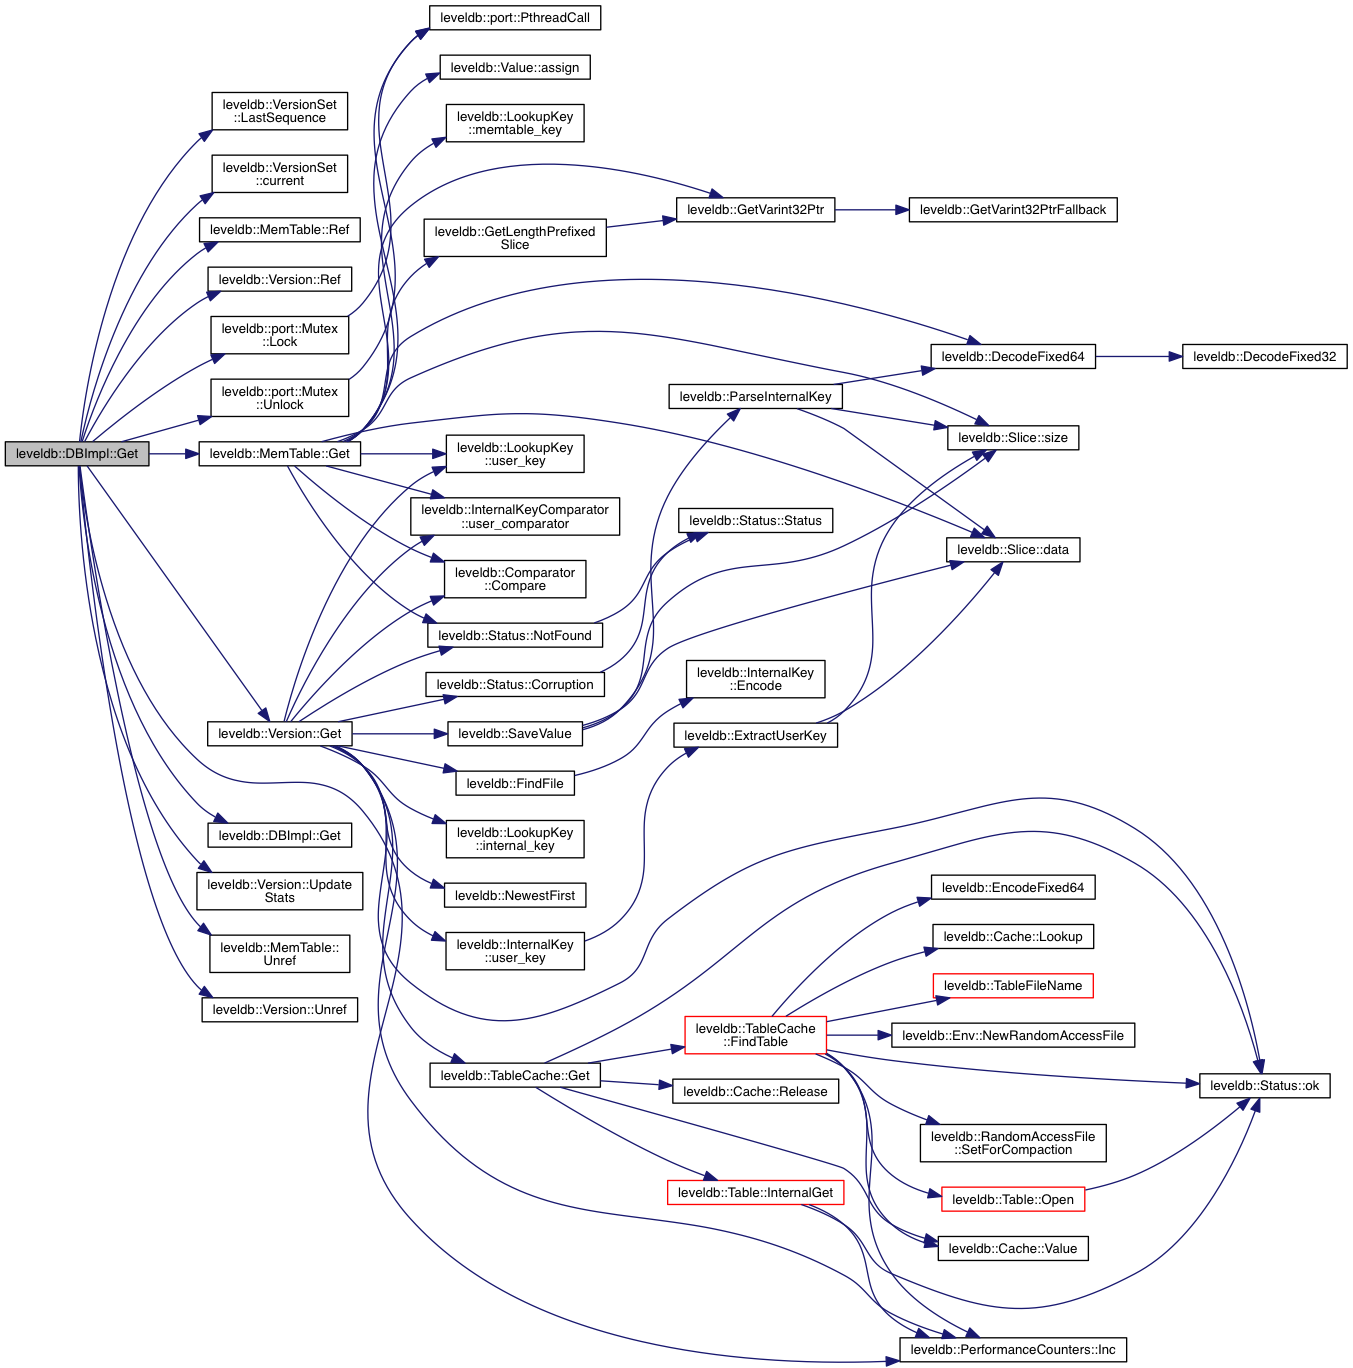 leveldb::DBImpl::Get
leveldb::VersionSet
::LastSequence
leveldb::VersionSet
::current
leveldb::MemTable::Ref
leveldb::Version::Ref
leveldb::port::Mutex
::Lock
leveldb::port::Mutex
::Unlock
leveldb::MemTable::Get
leveldb::Version::Get
leveldb::DBImpl::Get
leveldb::Version::Update
Stats
leveldb::MemTable::
Unref
leveldb::Version::Unref
leveldb::port::PthreadCall
leveldb::Value::assign
leveldb::LookupKey
::memtable_key
leveldb::GetLengthPrefixed
Slice
leveldb::LookupKey
::user_key
leveldb::InternalKeyComparator
::user_comparator
leveldb::Comparator
::Compare
leveldb::Status::NotFound
leveldb::Status::Corruption
leveldb::SaveValue
leveldb::FindFile
leveldb::LookupKey
::internal_key
leveldb::NewestFirst
leveldb::InternalKey
::user_key
leveldb::TableCache::Get
leveldb::GetVarint32Ptr
leveldb::ParseInternalKey
leveldb::Status::Status
leveldb::InternalKey
::Encode
leveldb::ExtractUserKey
leveldb::TableCache
::FindTable
leveldb::Cache::Release
leveldb::Table::InternalGet
leveldb::GetVarint32PtrFallback
leveldb::DecodeFixed64
leveldb::Slice::size
leveldb::Slice::data
leveldb::EncodeFixed64
leveldb::Cache::Lookup
leveldb::TableFileName
leveldb::Env::NewRandomAccessFile
leveldb::RandomAccessFile
::SetForCompaction
leveldb::Table::Open
leveldb::Cache::Value
leveldb::PerformanceCounters::Inc
leveldb::DecodeFixed32
leveldb::Status::ok